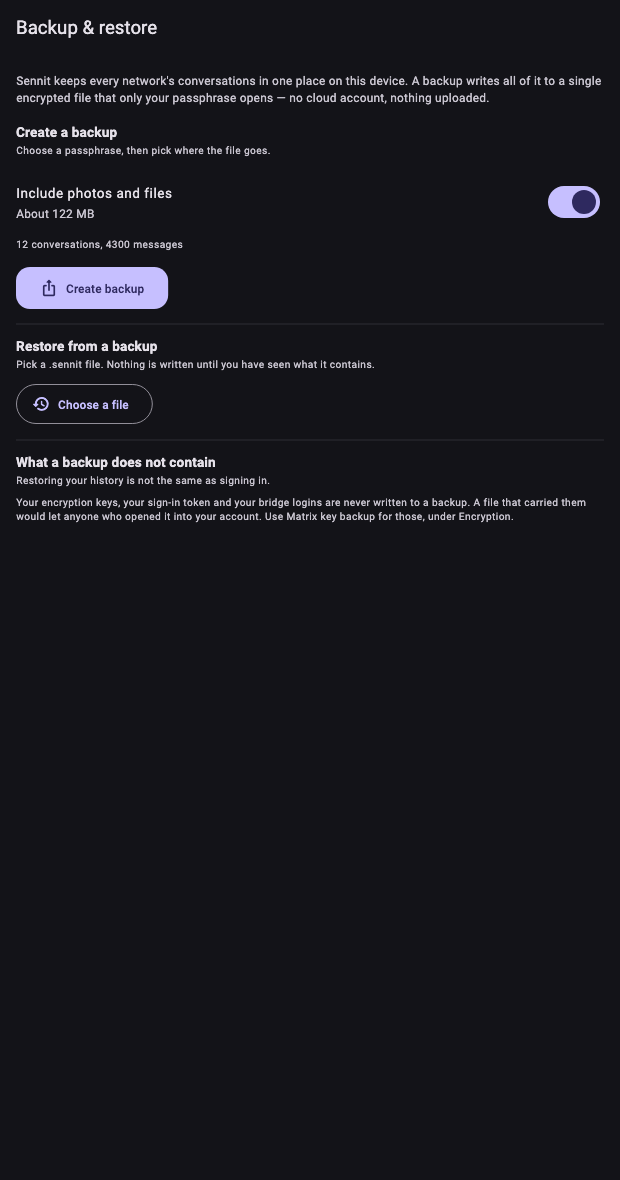 Backup & restore
Sennit keeps every network's conversations in one place on this device. A backup writes all of it to a single
encrypted file that only your passphrase opens — no cloud account, nothing uploaded.
Create a backup
Choose a passphrase, then pick where the file goes.
Include photos and files
About 122 MB
12 conversations, 4300 messages
Create backup
Restore from a backup
Pick a .sennit file. Nothing is written until you have seen what it contains.
Choose a file
What a backup does not contain
Restoring your history is not the same as signing in.
Your encryption keys, your sign-in token and your bridge logins are never written to a backup. A file that carried them
would let anyone who opened it into your account. Use Matrix key backup for those, under Encryption.